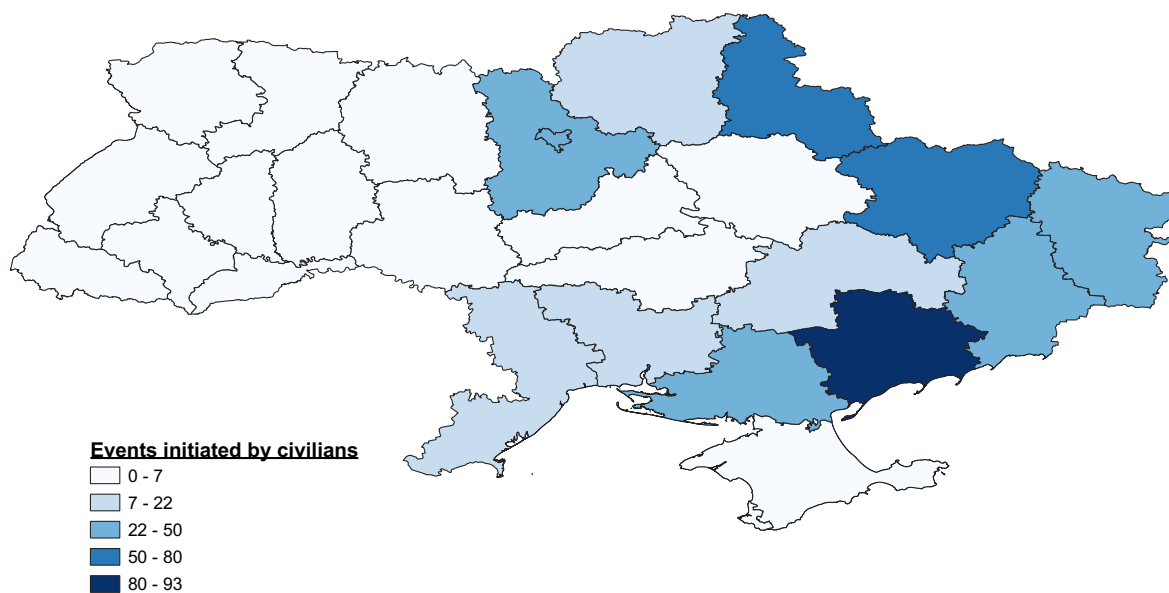 Events initiated by civilians
0 - 7
7 - 22
22 - 50
50 - 80
80 - 93